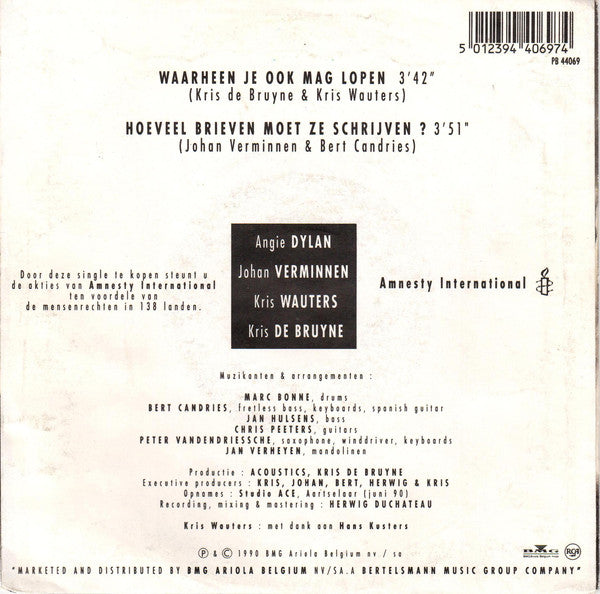 5 012394 406974
PB 44069
WAARHEEN JE OOK MAG LOPEN 3'42"
(Kris de Bruyne & Kris Wauters)
HOEVEEL BRIEVEN MOET ZE SCHRIJVEN ? 3'51"
(Johan Verminnen & Bert Candries)
Angie DYLAN
Johan VERMINNEN
Kris WAUTERS
Kris DE BRUYNE
Door deze single te kopen steunt u
de akties van Amnesty International
ten voordele van
de mensenrechten in 138 landen.
Amnesty International
Muzikanten & arrangementen :
MARC BONNE, drums
BERT CANDRIES, fretless bass, keyboards, spanish guitar
JAN HULSENS, bass
CHRIS PEETERS, guitars
PETER VANDENDRIESSCHE, saxophone, winddriver, keyboards
JAN VERHEYEN, mandolinen
Productie : ACOUSTICS, KRIS DE BRUYNE
Executive producers : KRIS, JOHAN, BERT, HERWIG & KRIS
Opnames : Studio ACE, Aartselaar (juni 90)
Recording, mixing & mastering : HERWIG DUCHATEAU
Kris Wauters : met dank aan Hans Kusters
℗ & © 1990 BMG Ariola Belgium nv. / sa
BMG
RCA
"MARKETED AND DISTRIBUTED BY BMG ARIOLA BELGIUM NV/SA.A BERTELSMANN MUSIC GROUP COMPANY"